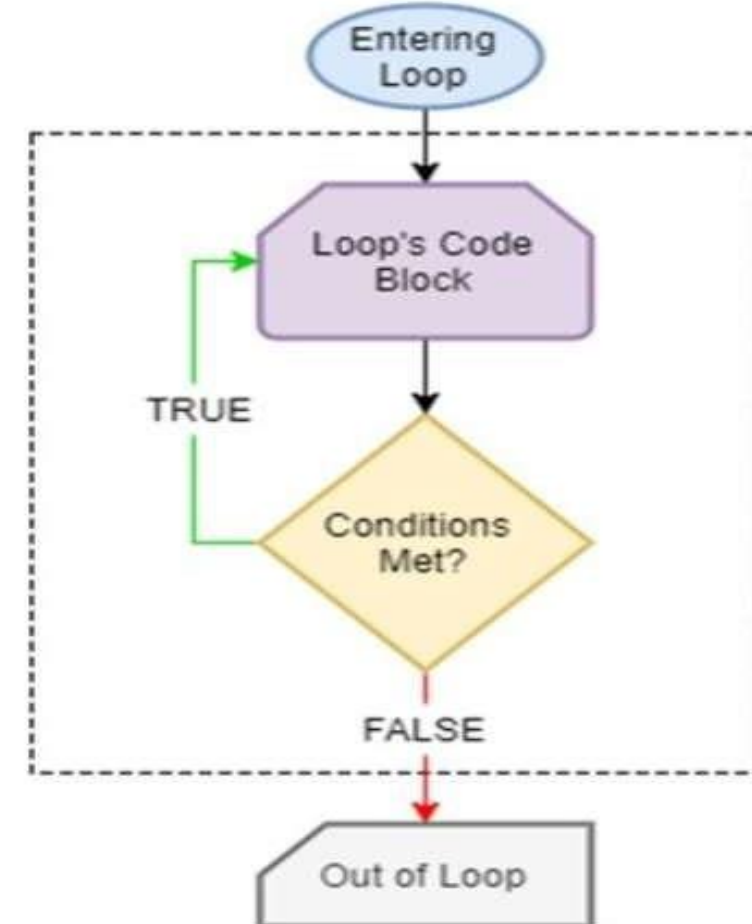 Entering
Loop
Loop's Code
Block
TRUE
Conditions
Met?
FALSE
Out of Loop